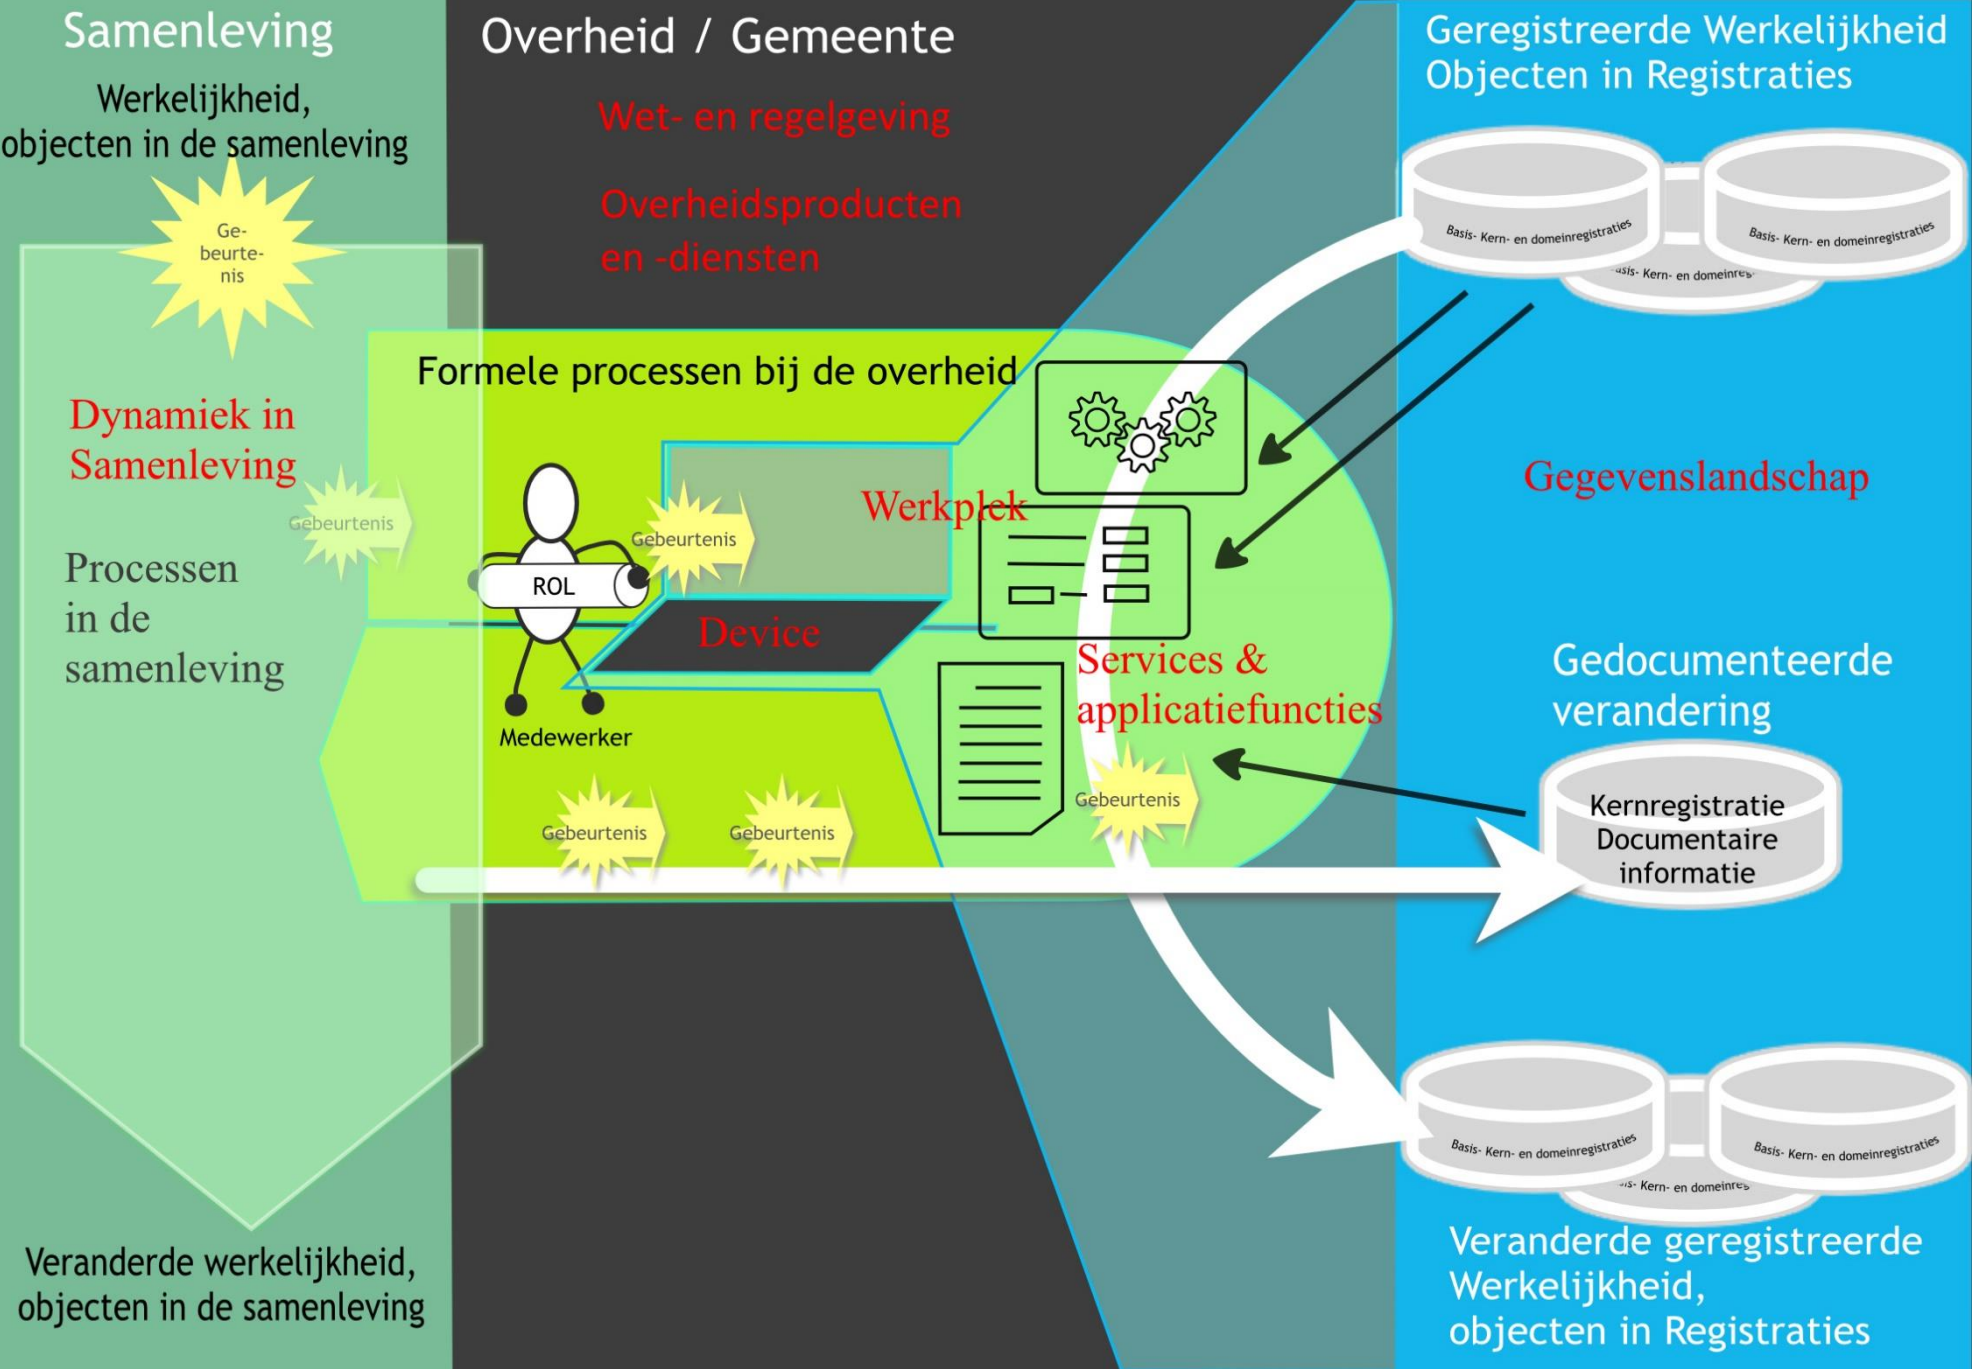 Samenleving
Werkelijkheid,
objecten in de samenleving
Ge-
beurte-
nis
Dynamiek in
Samenleving
Gebeurtenis
Processen
in de
samenleving
Veranderde werkelijkheid,
objecten in de samenleving
Overheid / Gemeente
Wet- en regelgeving
Overheidsproducten
en -diensten
Formele processen bij de overheid
Werkplek
Gebeurtenis
ROL
Device
Medewerker
Services &
applicatiefuncties
Gebeurtenis
Gebeurtenis
Gebeurtenis
Geregistreerde Werkelijkheid
Objecten in Registraties
Basis- Kern- en domeinregistraties
Basis- Kern- en domeinregistraties
Kern- en
Gegevenslandschap
Gedocumenteerde
verandering
Kernregistratie
Documentaire
informatie
Basis- Kern- en domeinregistraties
Basis- Kern- en domeinregistraties
Kern- en
Veranderde geregistreerde
Werkelijkheid,
objecten in Registraties